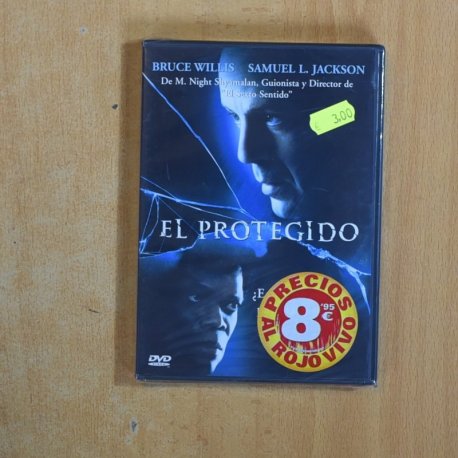 BRUCE WILLIS SAMUEL L. JACKSON
De M. Night Shyamalan, Guionista y Director de
"El Sexto Sentido"
€ 3,00
EL PROTEGIDO
¿E
PRECIOS
8'95 €
AL ROJO VIVO
DVD
VIDEO